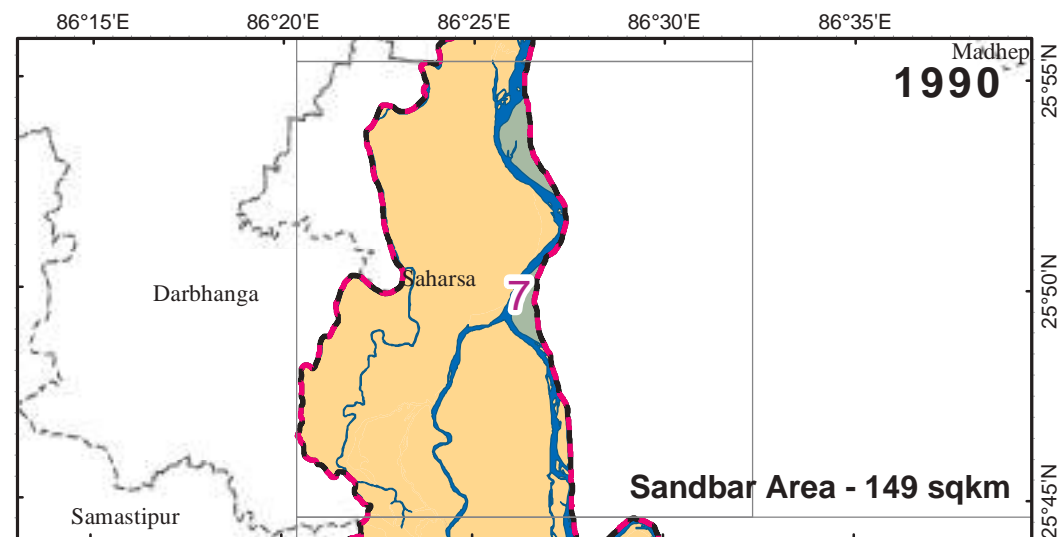 86°15'E 86°20'E 86°25'E 86°30'E 86°35'E
Madhep
1990
25°55'N
Saharsa
7
Darbhanga
25°50'N
Sandbar Area - 149 sqkm
25°45'N
Samastipur